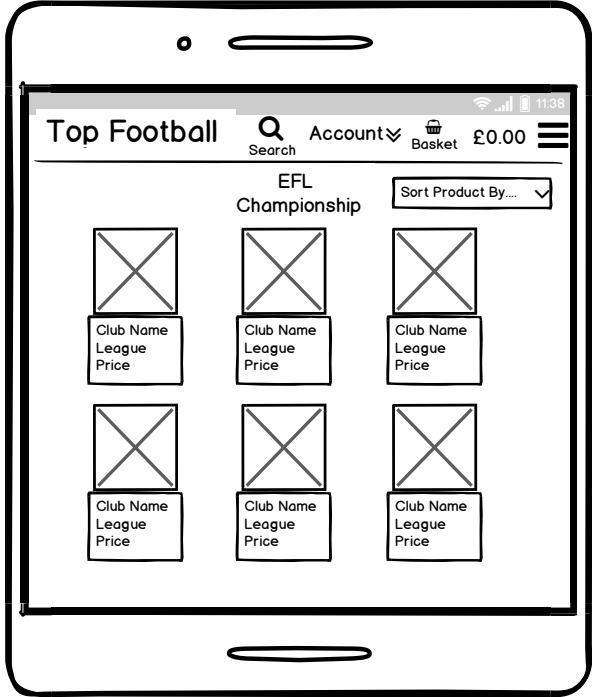 11:38
Top Football
Search
Account
Basket
£0.00
EFL
Championship
Sort Product By....
Club Name
League
Price
Club Name
League
Price
Club Name
League
Price
Club Name
League
Price
Club Name
League
Price
Club Name
League
Price